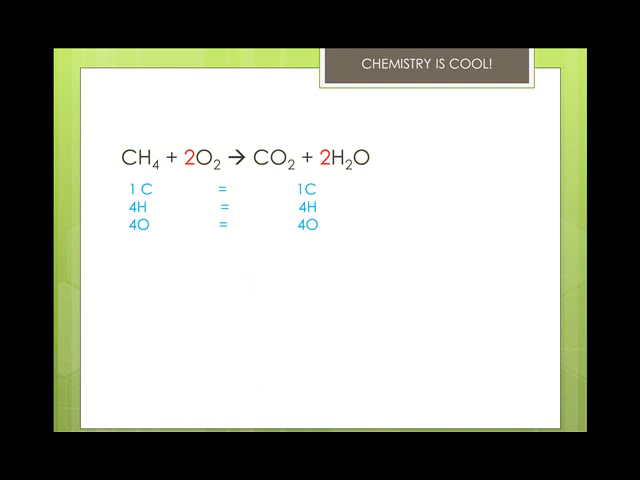 CHEMISTRY IS COOL!
CH₄ + 2O₂ → CO₂ + 2H₂O
1 C = 1C
4H = 4H
4O = 4O